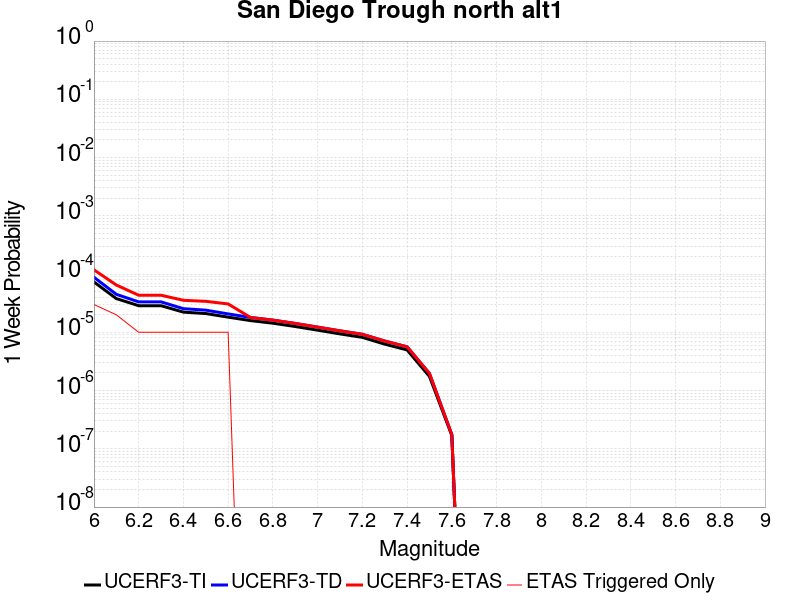 San Diego Trough north alt1
10^0
10^-1
10^-2
10^-3
10^-4
10^-5
10^-6
10^-7
10^-8
1 Week Probability
6 6.2 6.4 6.6 6.8 7 7.2 7.4 7.6 7.8 8 8.2 8.4 8.6 8.8 9
Magnitude
UCERF3-TI UCERF3-TD UCERF3-ETAS ETAS Triggered Only